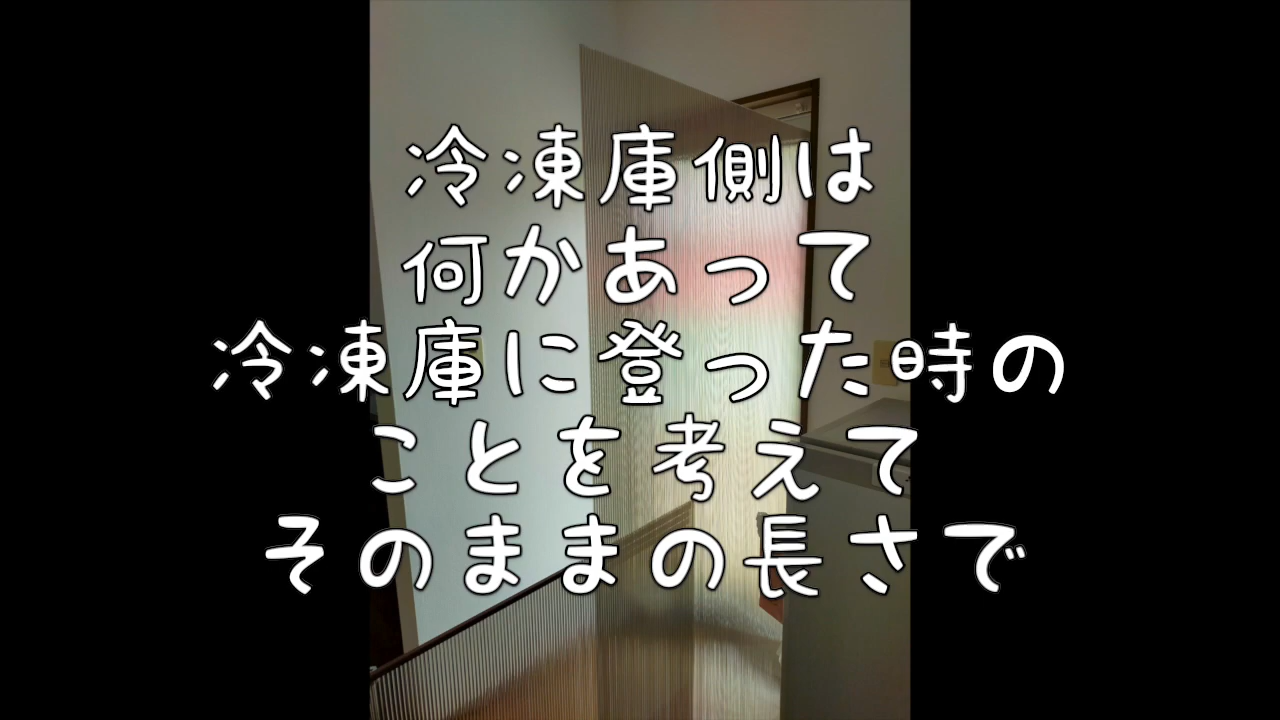 冷凍庫側は
何かあって
冷凍庫に登った時の
ことを考えて
そのままの長さで